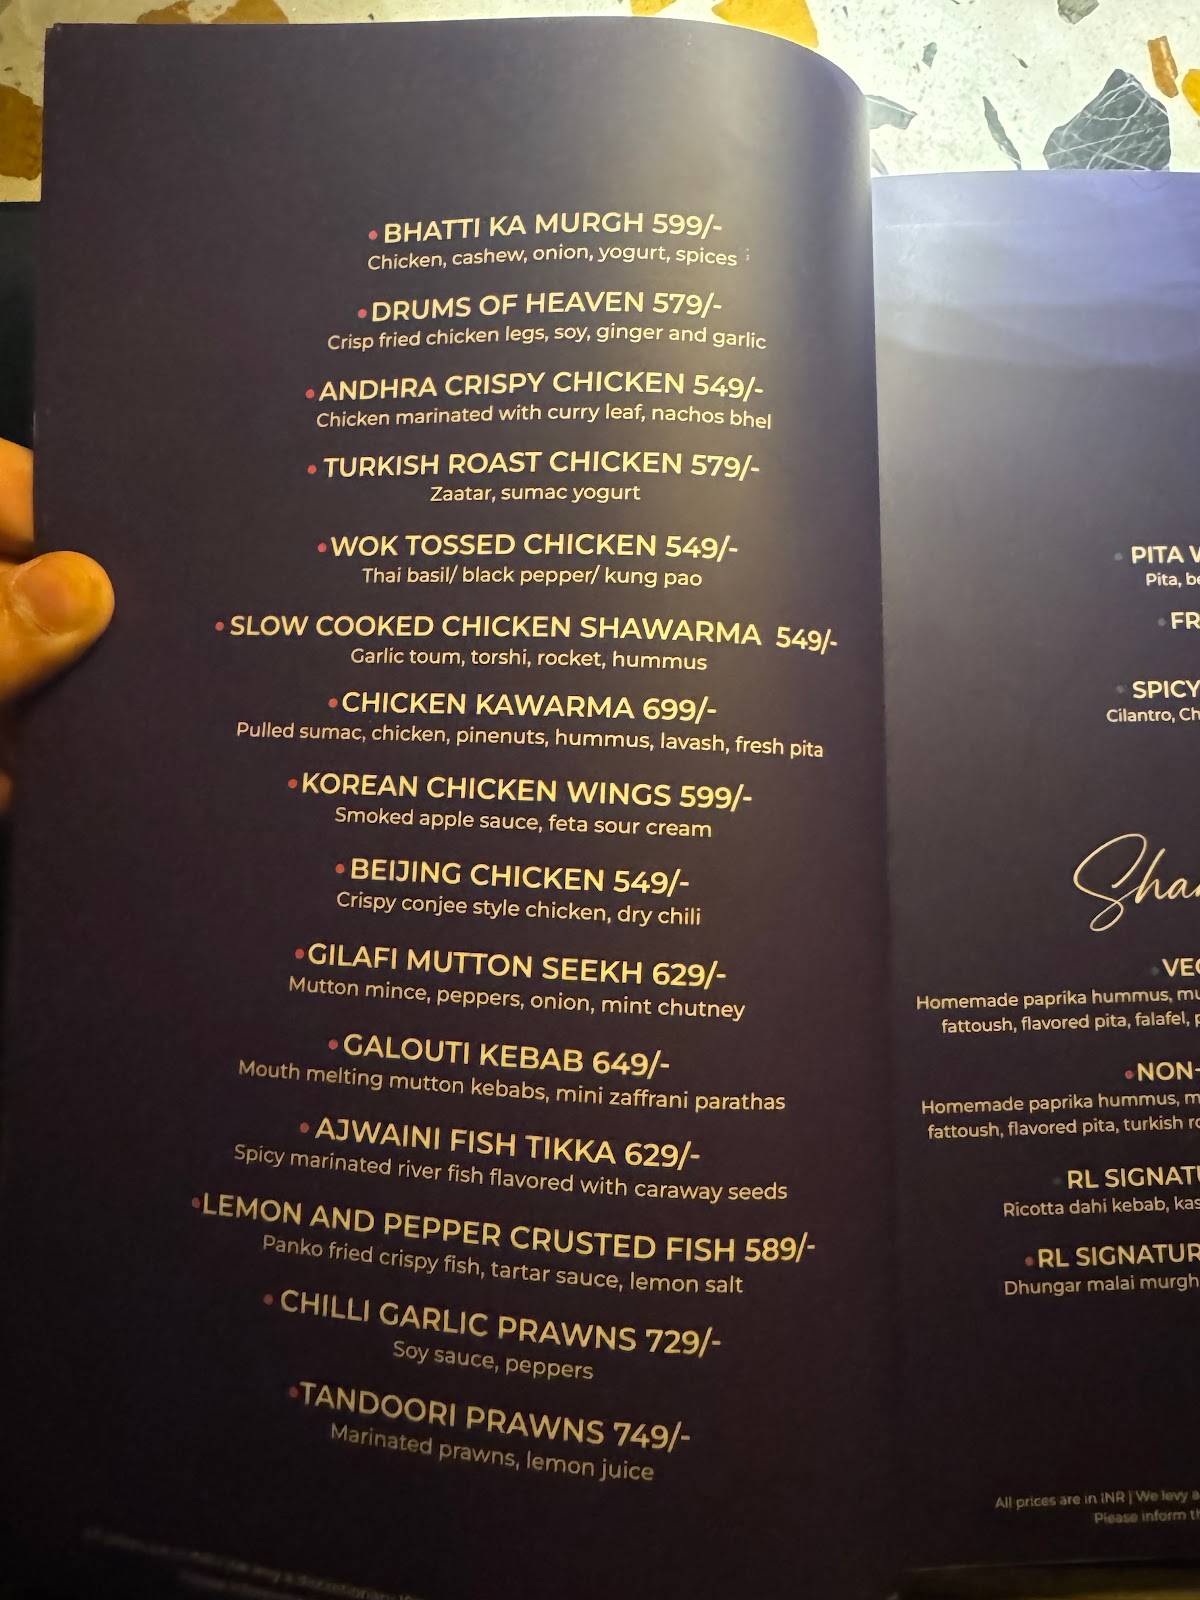 BHATTI KA MURGH 599/-
Chicken, cashew, onion, yogurt, spices
DRUMS OF HEAVEN 579/-
Crisp fried chicken legs, soy, ginger and garlic
ANDHRA CRISPY CHICKEN 549/-
Chicken marinated with curry leaf, nachos bhel
TURKISH ROAST CHICKEN 579/-
Zaatar, sumac yogurt
WOK TOSSED CHICKEN 549/-
Thai basil/ black pepper/ kung pao
SLOW COOKED CHICKEN SHAWARMA 549/-
Garlic toum, torshi, rocket, hummus
CHICKEN KAWARMA 699/-
Pulled sumac, chicken, pinenuts, hummus, lavash, fresh pita
KOREAN CHICKEN WINGS 599/-
Smoked apple sauce, feta sour cream
BEIJING CHICKEN 549/-
Crispy conjee style chicken, dry chili
GILAFI MUTTON SEEKH 629/-
Mutton mince, peppers, onion, mint chutney
GALOUTI KEBAB 649/-
Mouth melting mutton kebabs, mini zaffrani parathas
AJWAINI FISH TIKKA 629/-
Spicy marinated river fish flavored with caraway seeds
LEMON AND PEPPER CRUSTED FISH 589/-
Panko fried crispy fish, tartar sauce, lemon salt
CHILLI GARLIC PRAWNS 729/-
Soy sauce, peppers
TANDOORI PRAWNS 749/-
Marinated prawns, lemon juice
PITA
Pita,
SPICY
Cilantro,
Homemade paprika hummus,
fattoush, flavored pita, falafel,
NON-
Homemade paprika hummus,
fattoush, flavored pita, turkish
RL
Ricotta dahi kebab,
RL
Dhungar malai murgh
All prices are in INR | We levy
Please inform